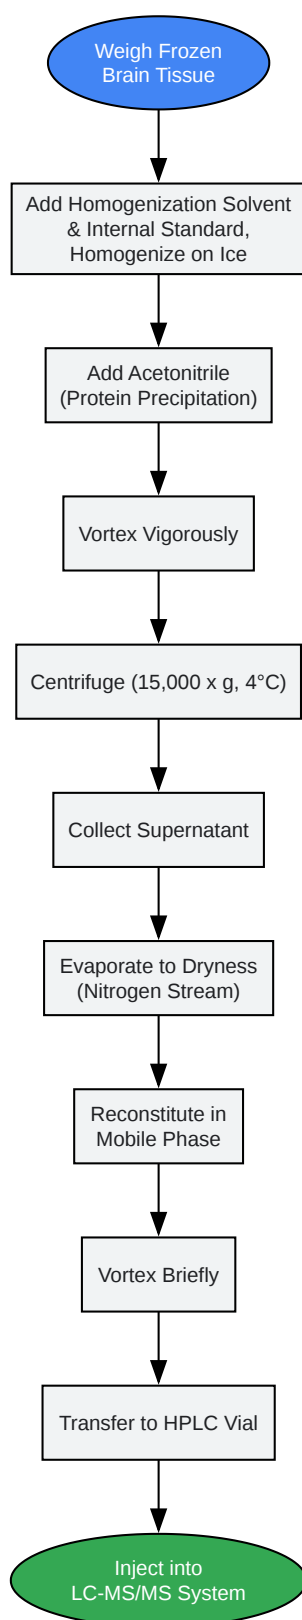 Weigh Frozen
Brain Tissue
Add Homogenization Solvent
& Internal Standard,
Homogenize on Ice
Add Acetonitrile
(Protein Precipitation)
Vortex Vigorously
Centrifuge (15,000 x g, 4°C)
Collect Supernatant
Evaporate to Dryness
(Nitrogen Stream)
Reconstitute in
Mobile Phase
Vortex Briefly
Transfer to HPLC Vial
Inject into
LC-MS/MS System